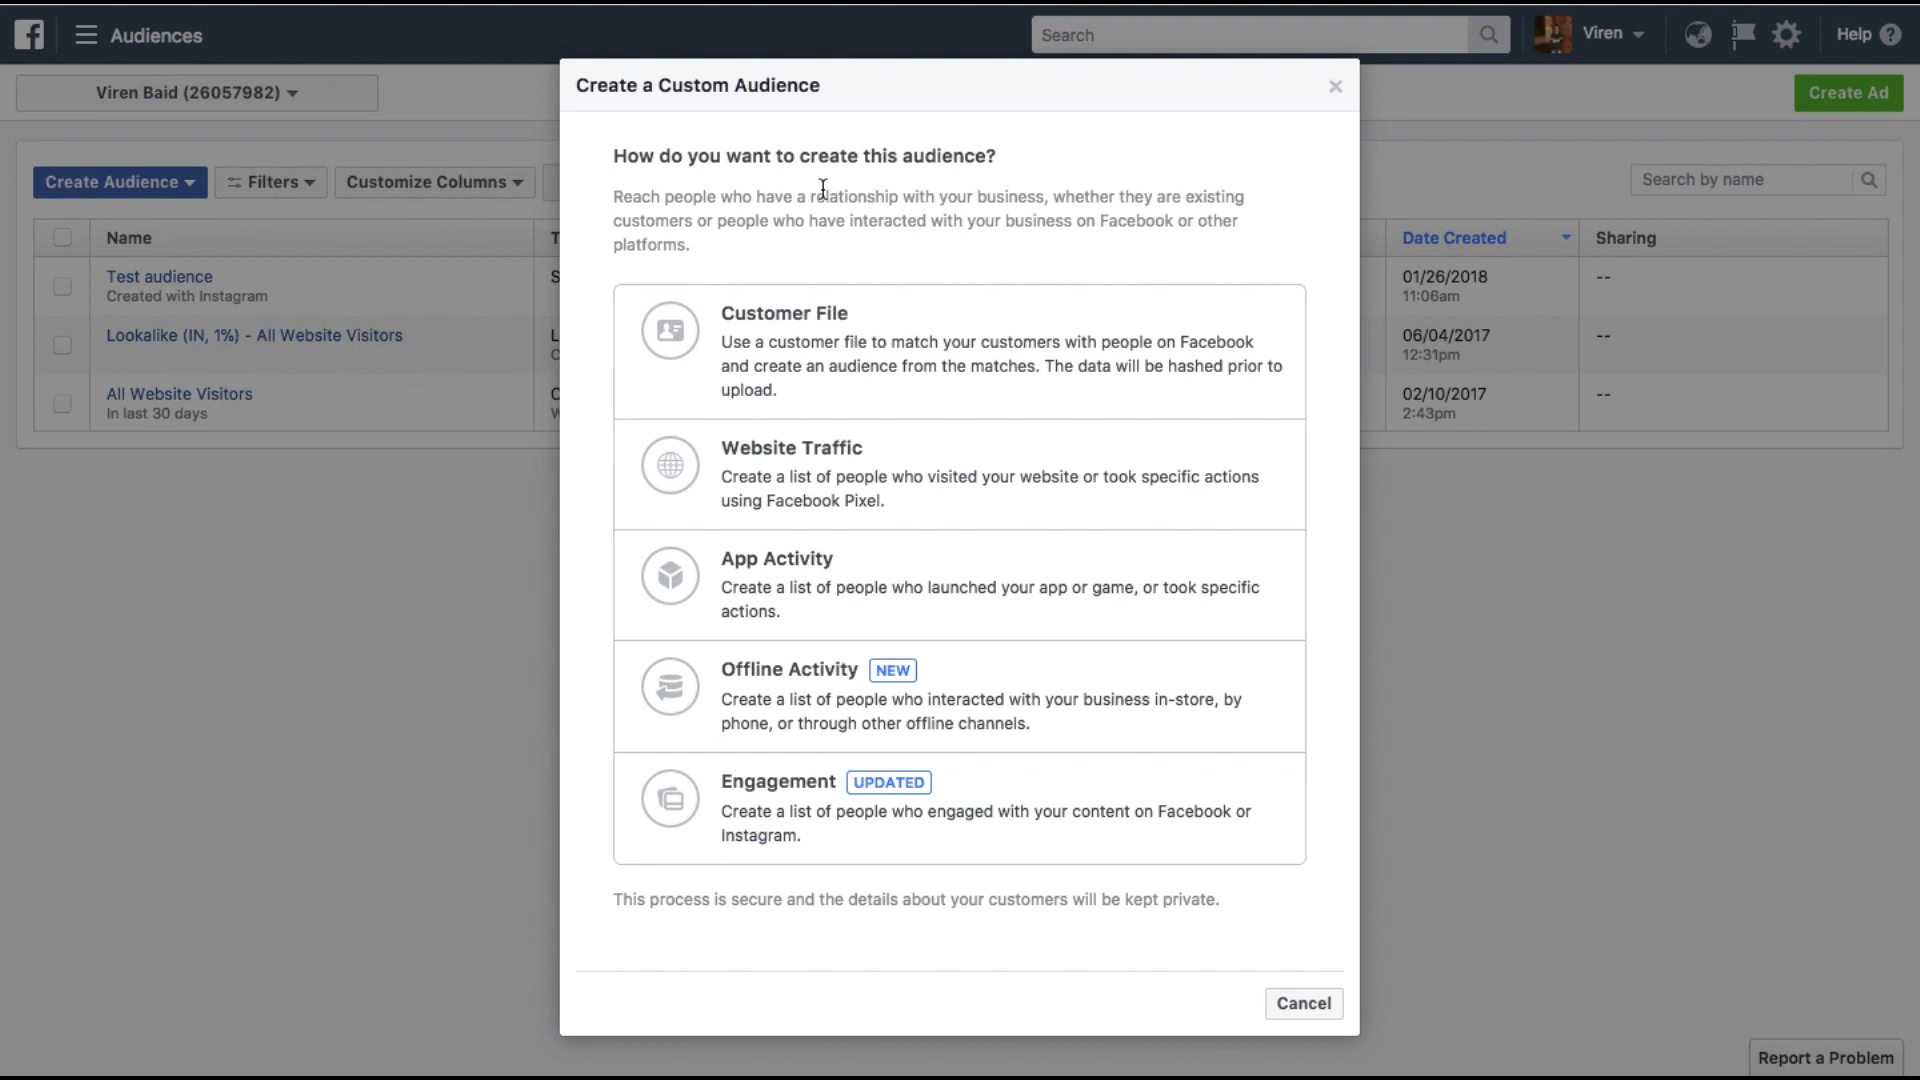 Audiences
Search
Viren
Help
Viren Baid (26057982)
Create Ad
Create a Custom Audience
How do you want to create this audience?
Reach people who have a relationship with your business, whether they are existing
customers or people who have interacted with your business on Facebook or other
platforms.
Create Audience
Filters
Customize Columns
Search by name
Name
Date Created
Sharing
Test audience
Created with Instagram
01/26/2018
11:06am
--
Lookalike (IN, 1%) - All Website Visitors
06/04/2017
12:31pm
--
All Website Visitors
In last 30 days
02/10/2017
2:43pm
--
Customer File
Use a customer file to match your customers with people on Facebook
and create an audience from the matches. The data will be hashed prior to
upload.
Website Traffic
Create a list of people who visited your website or took specific actions
using Facebook Pixel.
App Activity
Create a list of people who launched your app or game, or took specific
actions.
Offline Activity NEW
Create a list of people who interacted with your business in-store, by
phone, or through other offline channels.
Engagement UPDATED
Create a list of people who engaged with your content on Facebook or
Instagram.
This process is secure and the details about your customers will be kept private.
Cancel
Report a Problem